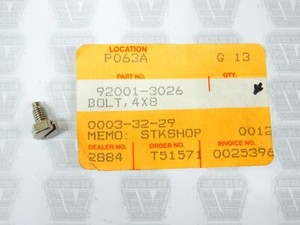 LOCATION
P063A G 13
PART NO. QTY.
92001-3026
BOLT, 4X8
0003-32-29
MEMO: STKSHOP 0012
DEALER NO. ORDER NO. INVOICE NO.
2884 T51571 0025396